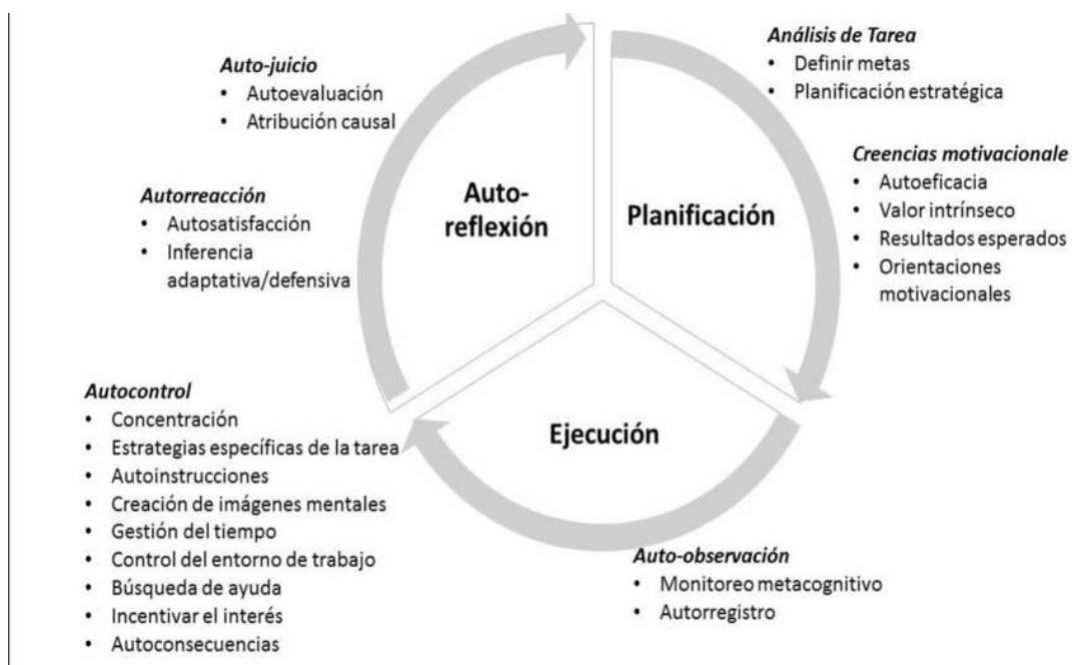 Análisis de Tarea
• Definir metas
• Planificación estratégica
Creencias motivacionale
• Autoeficacia
• Valor intrínseco
• Resultados esperados
• Orientaciones
motivacionales
Planificación
Ejecución
Auto-observación
• Monitoreo metacognitivo
• Autorregistro
Autocontrol
• Concentración
• Estrategias específicas de la tarea
• Autoinstrucciones
• Creación de imágenes mentales
• Gestión del tiempo
• Control del entorno de trabajo
• Búsqueda de ayuda
• Incentivar el interés
• Autoconsecuencias
Auto-
reflexión
Auto-juicio
• Autoevaluación
• Atribución causal
Autorreacción
• Autosatisfacción
• Inferencia
adaptativa/defensiva